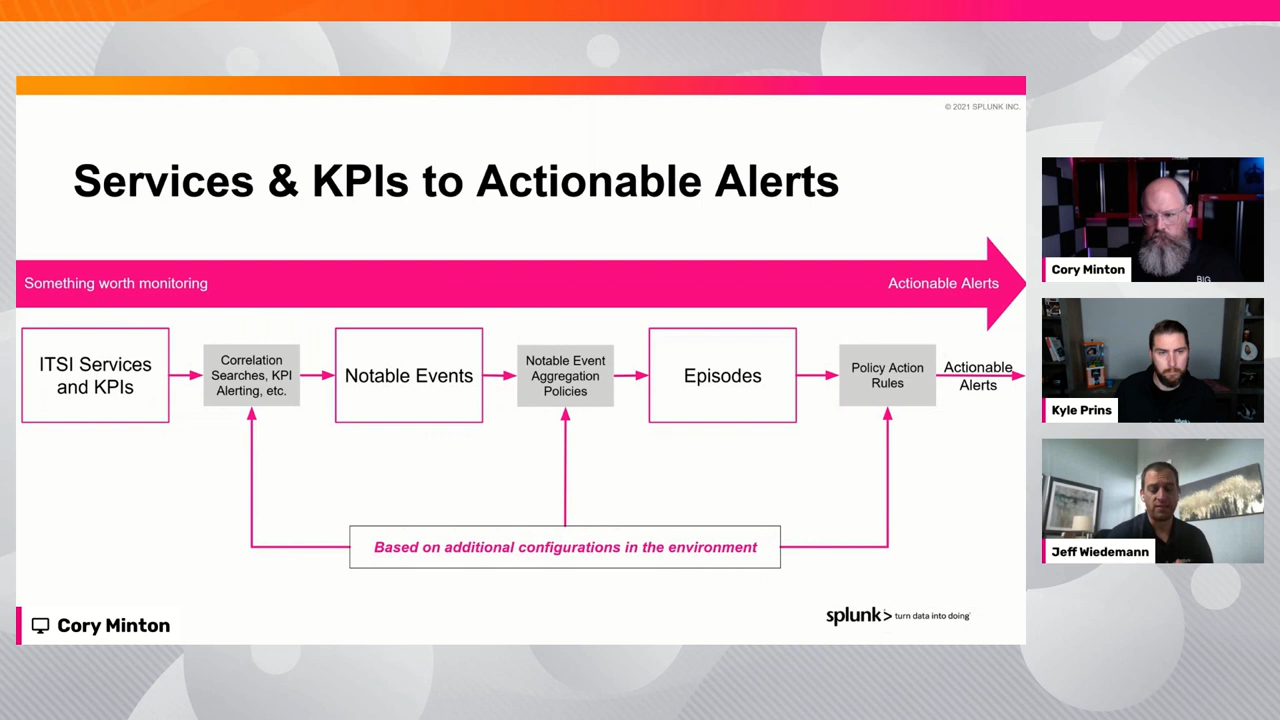 © 2021 SPLUNK INC.
Services & KPIs to Actionable Alerts
Something worth monitoring
Actionable Alerts
ITSI Services
and KPIs
Correlation
Searches, KPI
Alerting, etc.
Notable Events
Notable Event
Aggregation
Policies
Episodes
Policy Action
Rules
Actionable
Alerts
Based on additional configurations in the environment
Cory Minton
splunk> turn data into doing
Cory Minton
BIG
Kyle Prins
Jeff Wiedemann